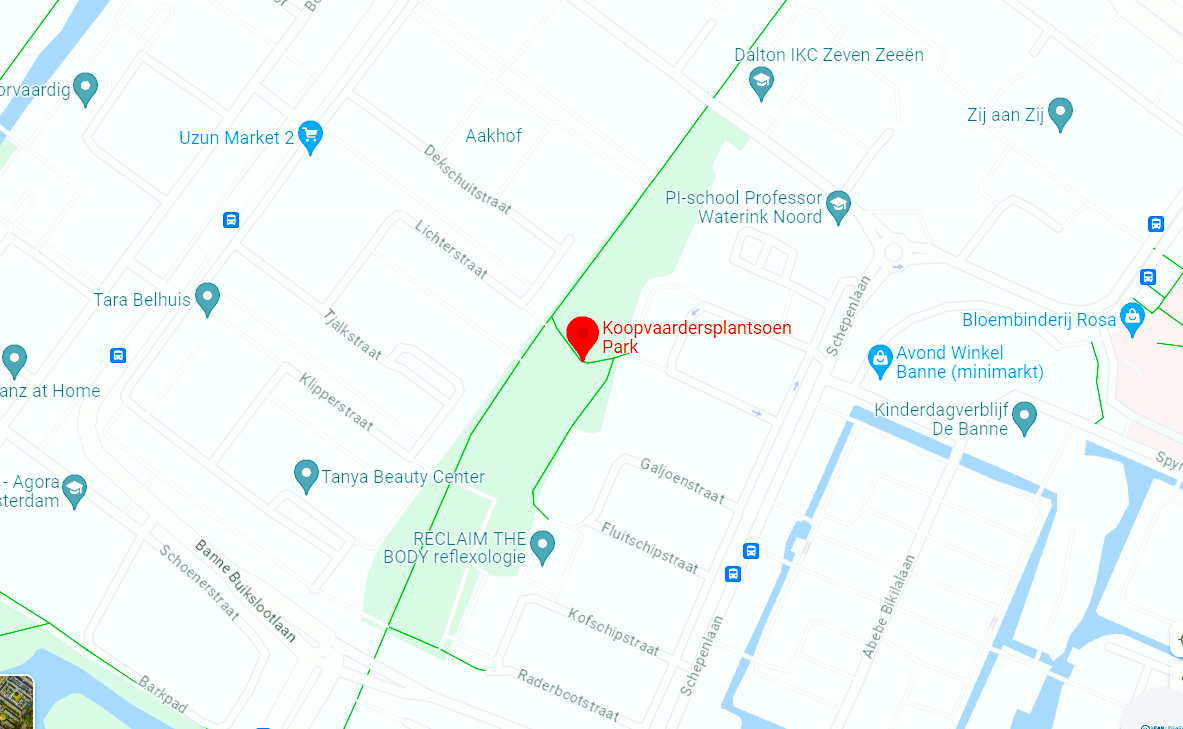 Dalton IKC Zeven Zeeën
orvaardig
Zij aan Zij
Uzun Market 2
Aakhof
Dekschuitstraat
PI-school Professor
Waterink Noord
Lichterstraat
Tara Belhuis
Schepenlaan
Tjalkstraat
Koopvaardersplantsoen
Park
Bloembinderij Rosa
Avond Winkel
Banne (minimarkt)
anz at Home
Klipperstraat
Kinderdagverblijf
De Banne
- Agora
sterdam
Tanya Beauty Center
Galjoenstraat
Spyr
RECLAIM THE
BODY reflexologie
Fluitschipstraat
Banne Buikslootlaan
Schoenerstraat
Abebe Bikilalaan
Kofschipstraat
Schepenlaan
Barkpad
Raderbootstraat